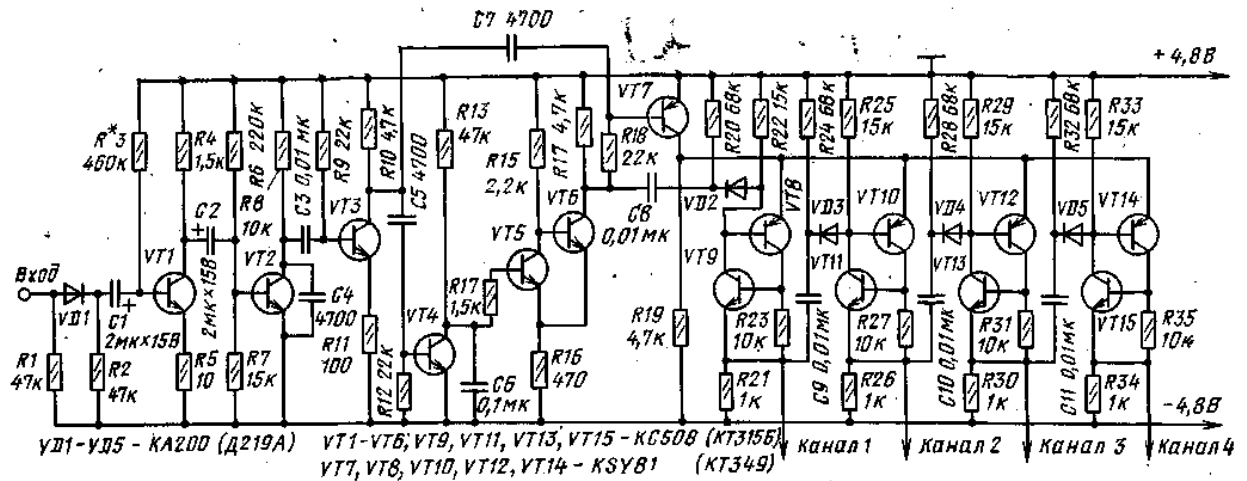 C7 4700
+4,8В
R*3 460к
R4 1,5к
R6 220к
C3 0,01 мк
R9 22к
R10 4,7к
C5 4700
R13 47к
R15 2,2к
R17 4,7к
VT7
R18 22к
R20 68к
R22 15к
R24 68к
R25 15к
R28 68к
R29 15к
R32 68к
R33 15к
C2
+
2мк×15В
R8 10к
VT3
VT6
C8 0,01мк
VD2
VT8
VD3
VT10
VD4
VT12
VD5
VT14
VT1
VT2
VT5
VT9
VT11
VT13
VT15
Вход
VD1
C1
+
2мк×15В
C4 4700
R11 100
VT4
R17 1,5к
R19 4,7к
R23 10к
C9 0,01мк
R27 10к
C10 0,01мк
R31 10к
C11 0,01мк
R35 10к
R1 47к
R2 47к
R5 10
R7 15к
R12 22к
C6 0,1мк
R16 470
R21 1к
R26 1к
R30 1к
R34 1к
-4,8В
VD1-VD5-КА200 (Д219А)
VT1-VT6, VT9, VT11, VT13, VT15-КС508 (КТ315Б)
VT7, VT8, VT10, VT12, VT14-KSY81 (КТ349)
Канал 1
Канал 2
Канал 3
Канал 4